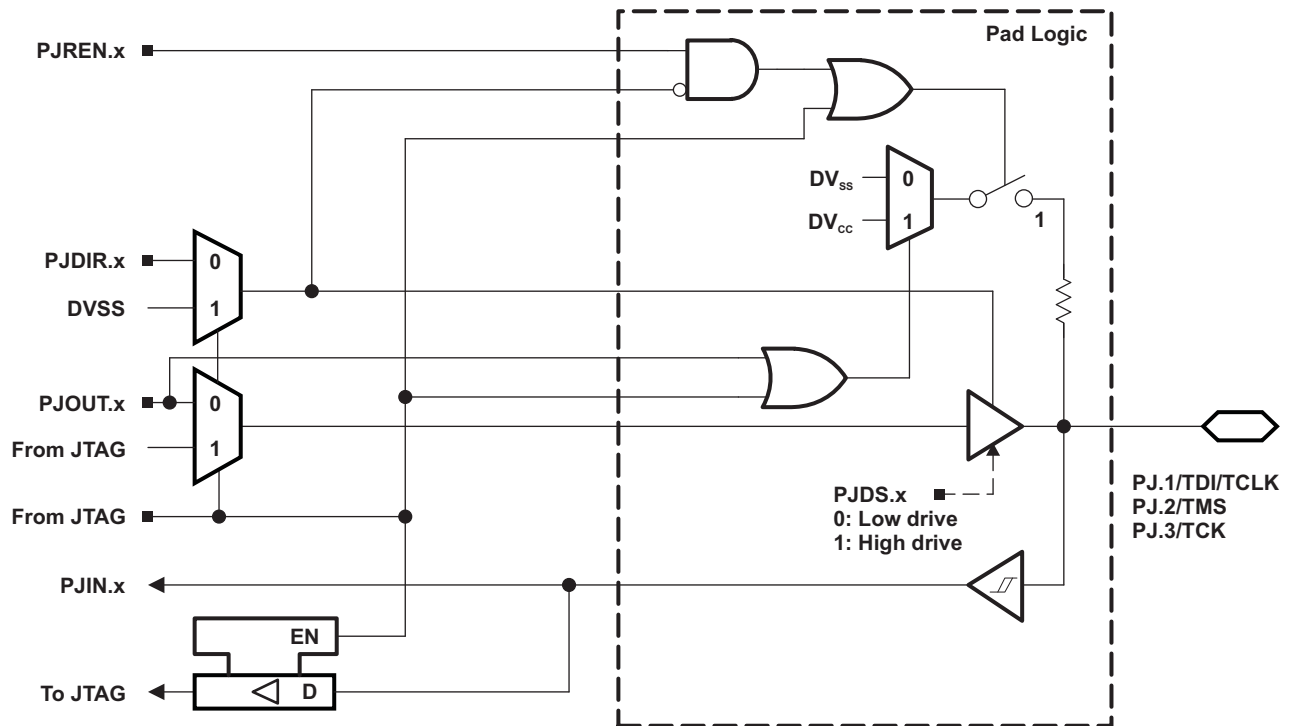 Pad Logic
PJREN.x
DVss
0
DVcc
1
1
PJDIR.x
0
DVSS
1
PJOUT.x
0
From JTAG
1
PJDS.x
0: Low drive
1: High drive
PJ.1/TDI/TCLK
PJ.2/TMS
PJ.3/TCK
From JTAG
PJIN.x
EN
To JTAG
D